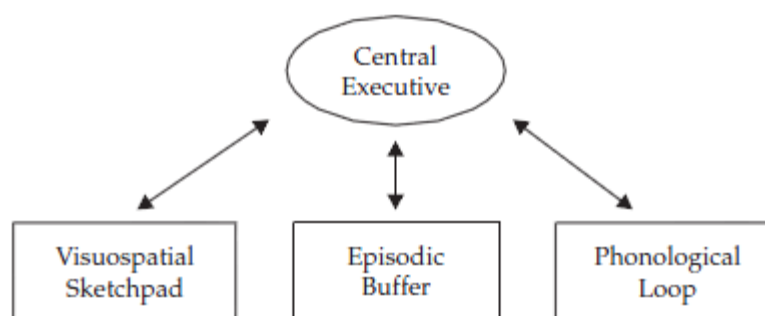 Central
Executive
Visuospatial
Sketchpad
Episodic
Buffer
Phonological
Loop